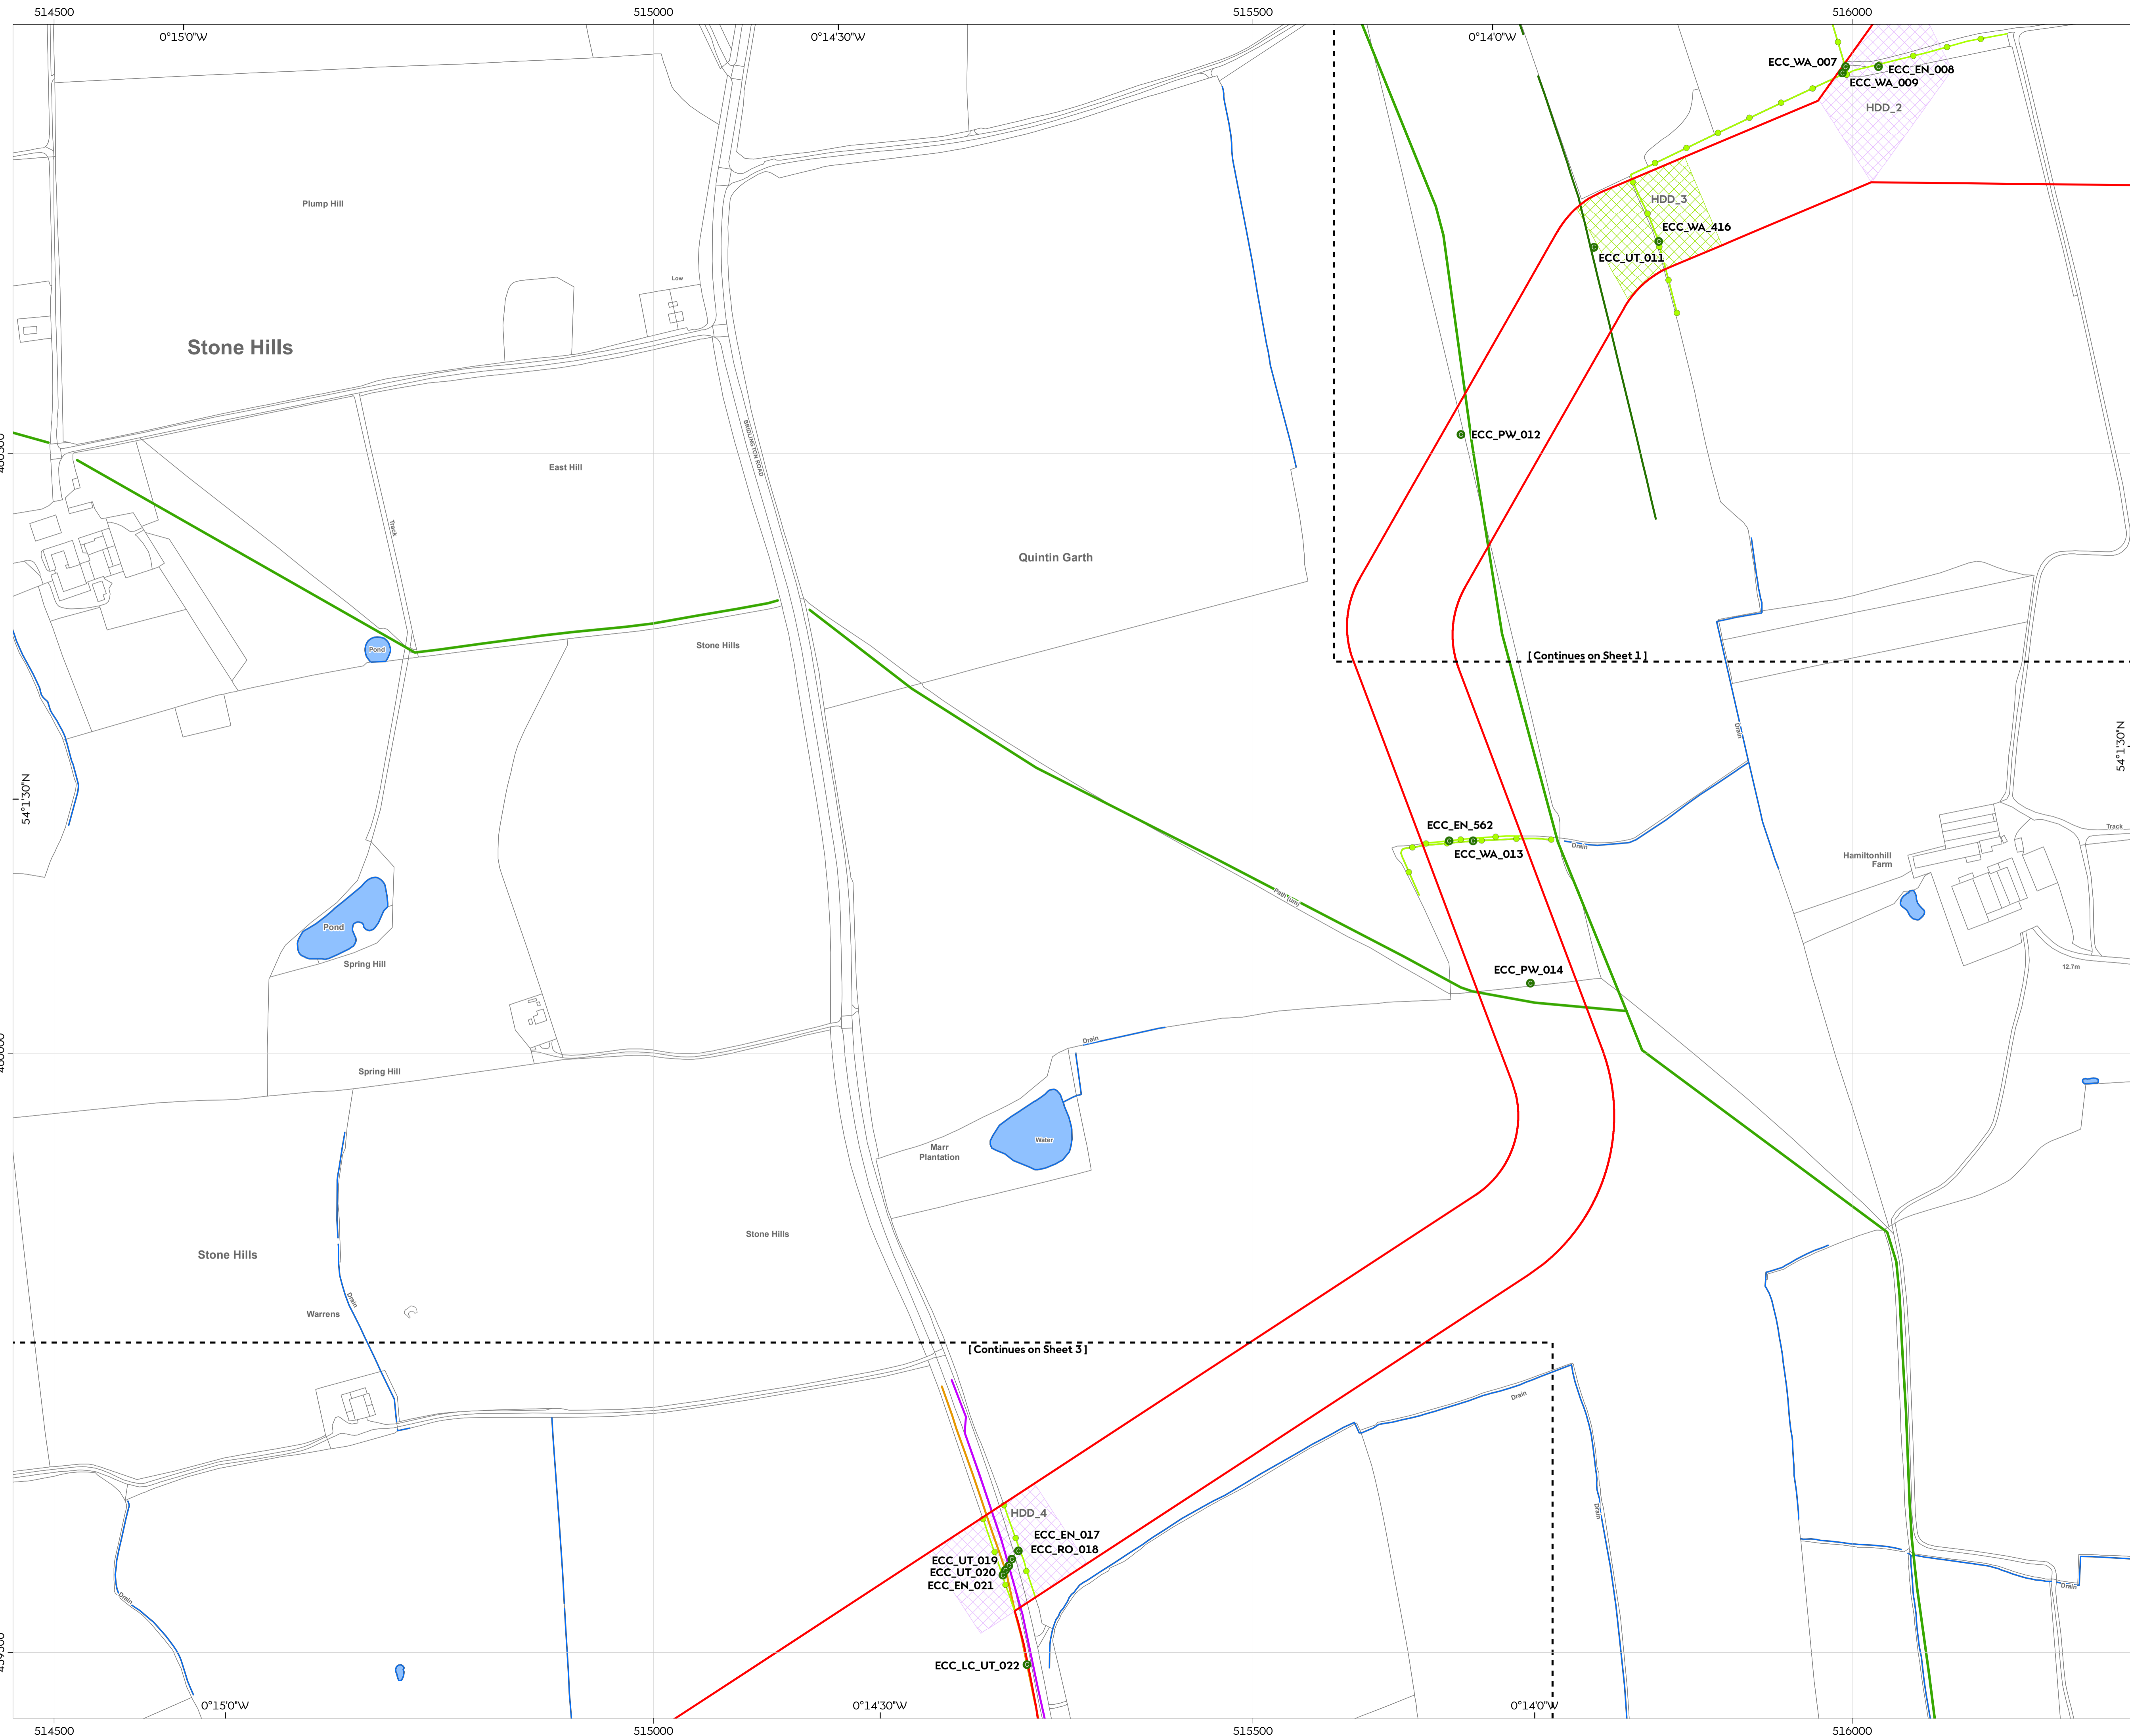 514500
515000
515500
516000
0°15'0"W
0°14'30"W
0°14'0"W
ECC_WA_007
ECC_EN_008
ECC_WA_009
HDD_2
Plump Hill
HDD_3
ECC_WA_416
ECC_UT_011
Low
Stone Hills
BRIDLINGTON ROAD
ECC_PW_012
East Hill
Track
Quintin Garth
Stone Hills
Pond
[ Continues on Sheet 1 ]
Drain
54°1'30"N
54°1'30"N
ECC_EN_562
ECC_WA_013
Drain
Track
Hamiltonhill
Farm
Path (um)
Pond
Spring Hill
12.7m
ECC_PW_014
Drain
Spring Hill
Water
Marr
Plantation
Stone Hills
Stone Hills
Drain
Warrens
[ Continues on Sheet 3 ]
Drain
Drain
HDD_4
ECC_EN_017
ECC_RO_018
ECC_UT_019
ECC_UT_020
ECC_EN_021
Drain
Drain
ECC_LC_UT_022
0°15'0"W
0°14'30"W
0°14'0"W
514500
515000
515500
516000